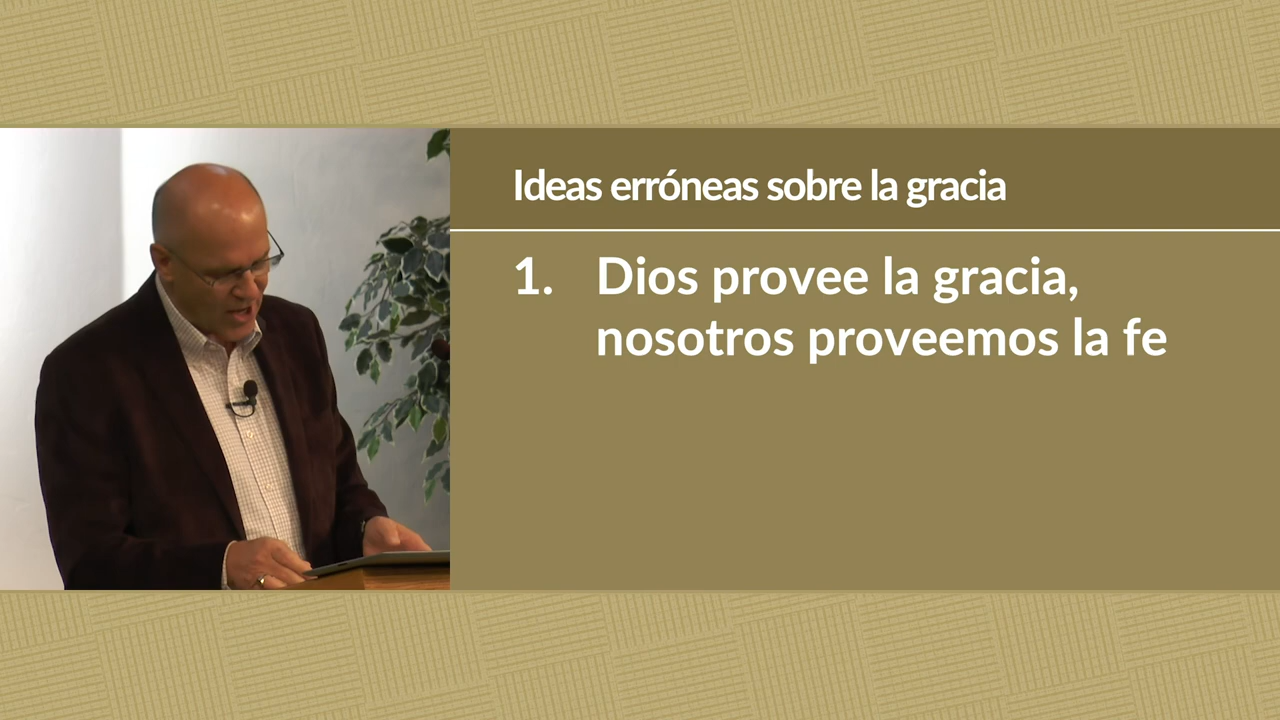 Ideas erróneas sobre la gracia
1. Dios provee la gracia,
nosotros proveemos la fe